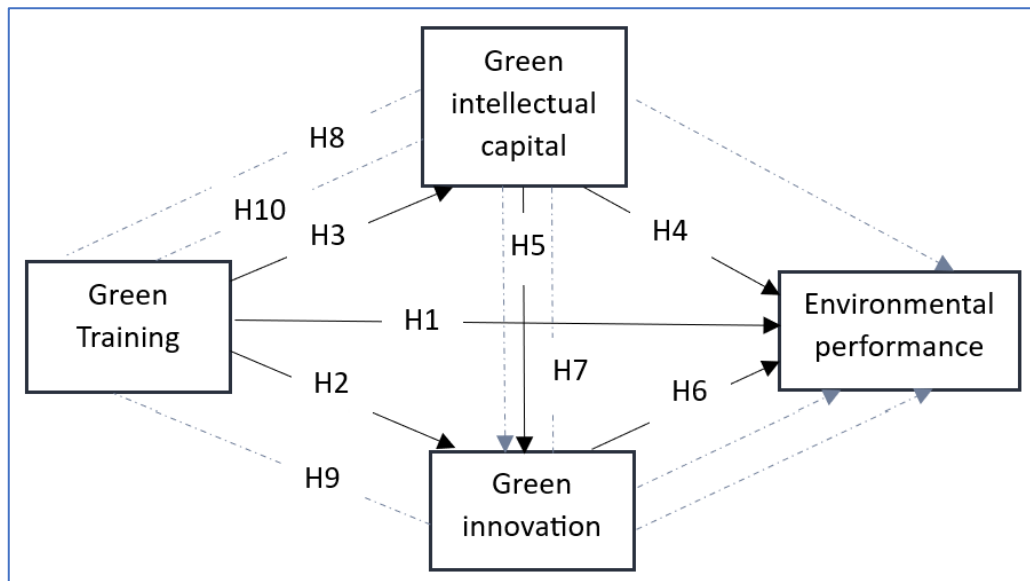 Green
intellectual
capital
H8
H10
H3
H5
H4
Green
Training
H1
Environmental
performance
H2
H7
H6
H9
Green
innovation